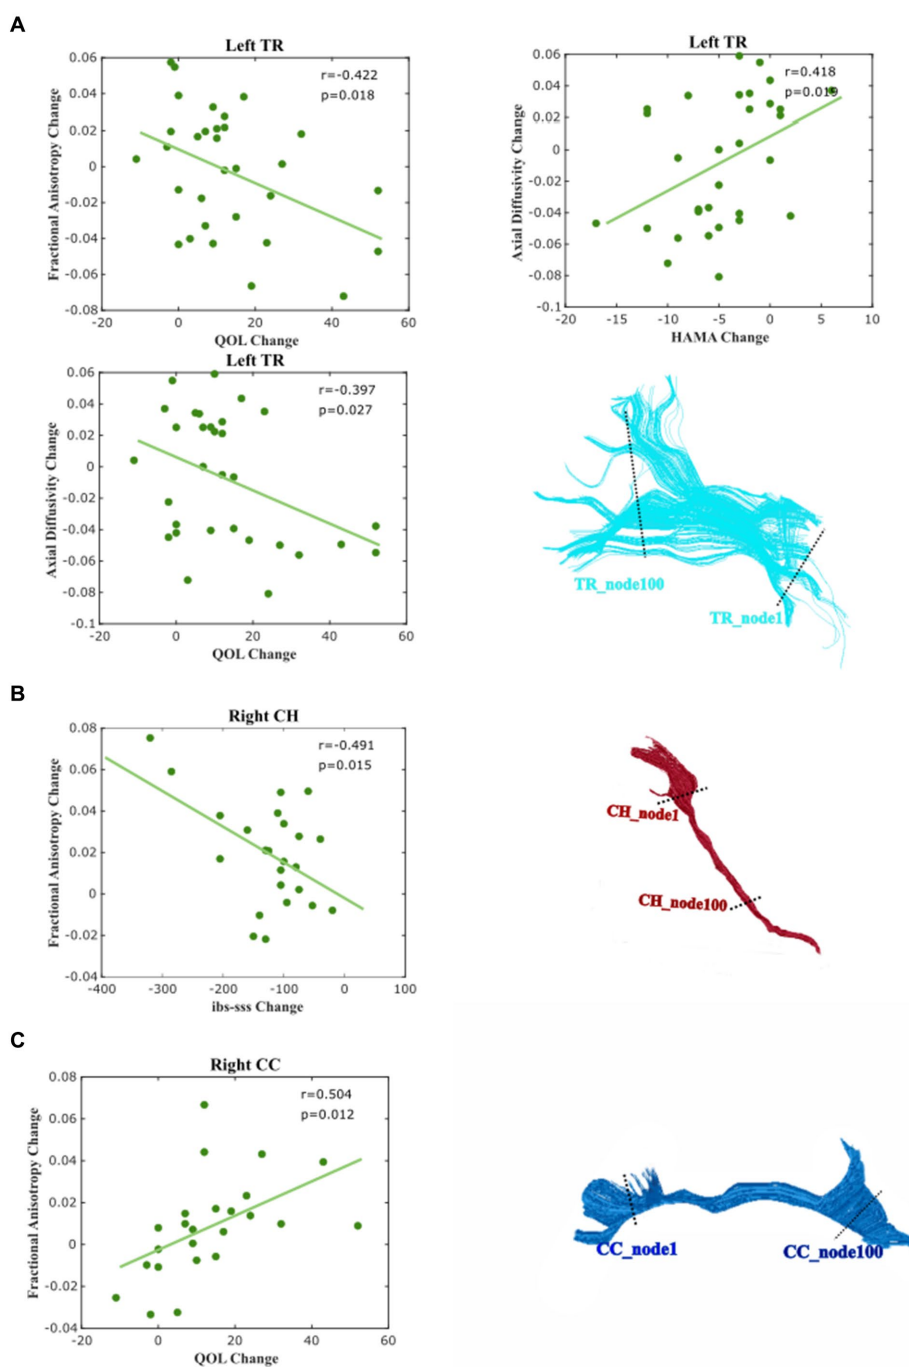 A
Left TR
r=-0.422
p=0.018
0.06
0.04
0.02
0
-0.02
-0.04
-0.06
-0.08
-20
0
20
40
60
Fractional Anisotropy Change
QOL Change
Left TR
r=0.418
p=0.019
0.06
0.04
0.02
0
-0.02
-0.04
-0.06
-0.08
-0.1
-20
-15
-10
-5
0
5
10
Axial Diffusivity Change
HAMA Change
Left TR
r=-0.397
p=0.027
0.06
0.04
0.02
0
-0.02
-0.04
-0.06
-0.08
-0.1
-20
0
20
40
60
Axial Diffusivity Change
QOL Change
TR_node100
TR_node1
B
Right CH
r=-0.491
p=0.015
0.08
0.06
0.04
0.02
0
-0.02
-0.04
-400
-300
-200
-100
0
100
Fractional Anisotropy Change
ibs-sss Change
CH_node1
CH_node100
C
Right CC
r=0.504
p=0.012
0.08
0.06
0.04
0.02
0
-0.02
-0.04
-20
0
20
40
60
Fractional Anisotropy Change
QOL Change
CC_node1
CC_node100